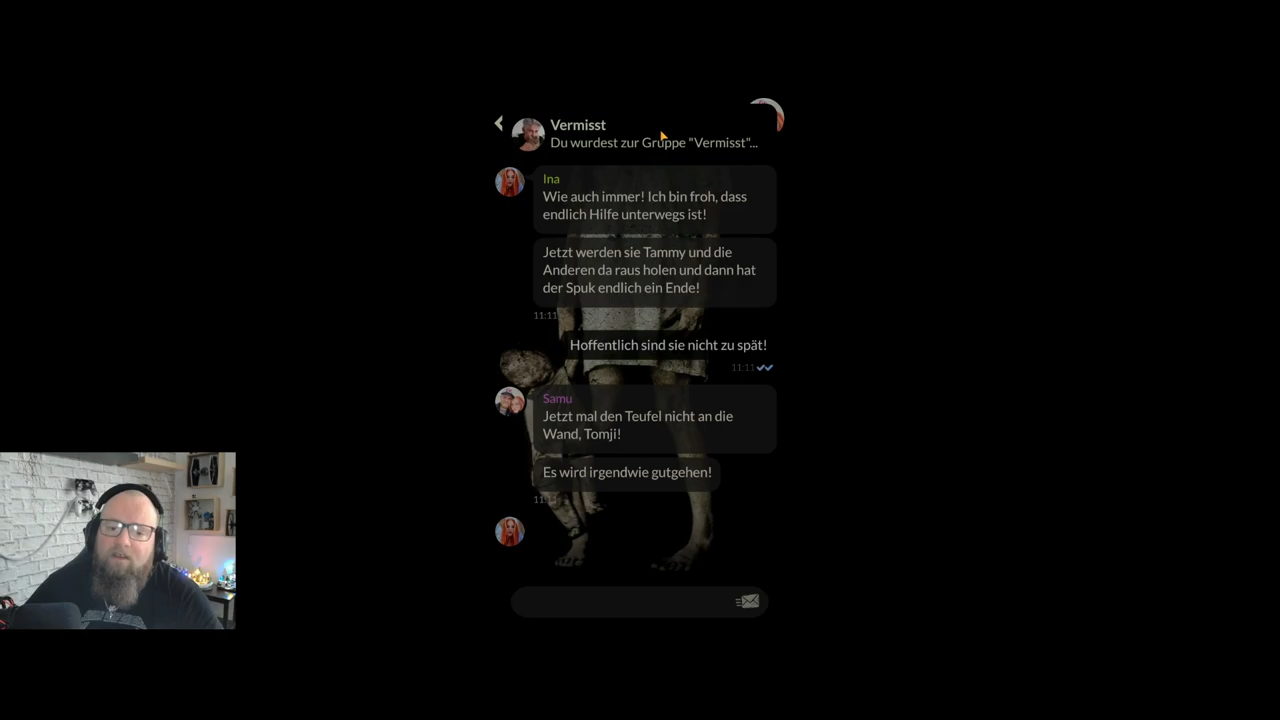 Vermisst
Du wurdest zur Gruppe "Vermisst"...
Ina
Wie auch immer! Ich bin froh, dass
endlich Hilfe unterwegs ist!
Jetzt werden sie Tammy und die
Anderen da raus holen und dann hat
der Spuk endlich ein Ende!
11:11
Hoffentlich sind sie nicht zu spät!
11:11
Samu
Jetzt mal den Teufel nicht an die
Wand, Tomji!
Es wird irgendwie gutgehen!
11:11